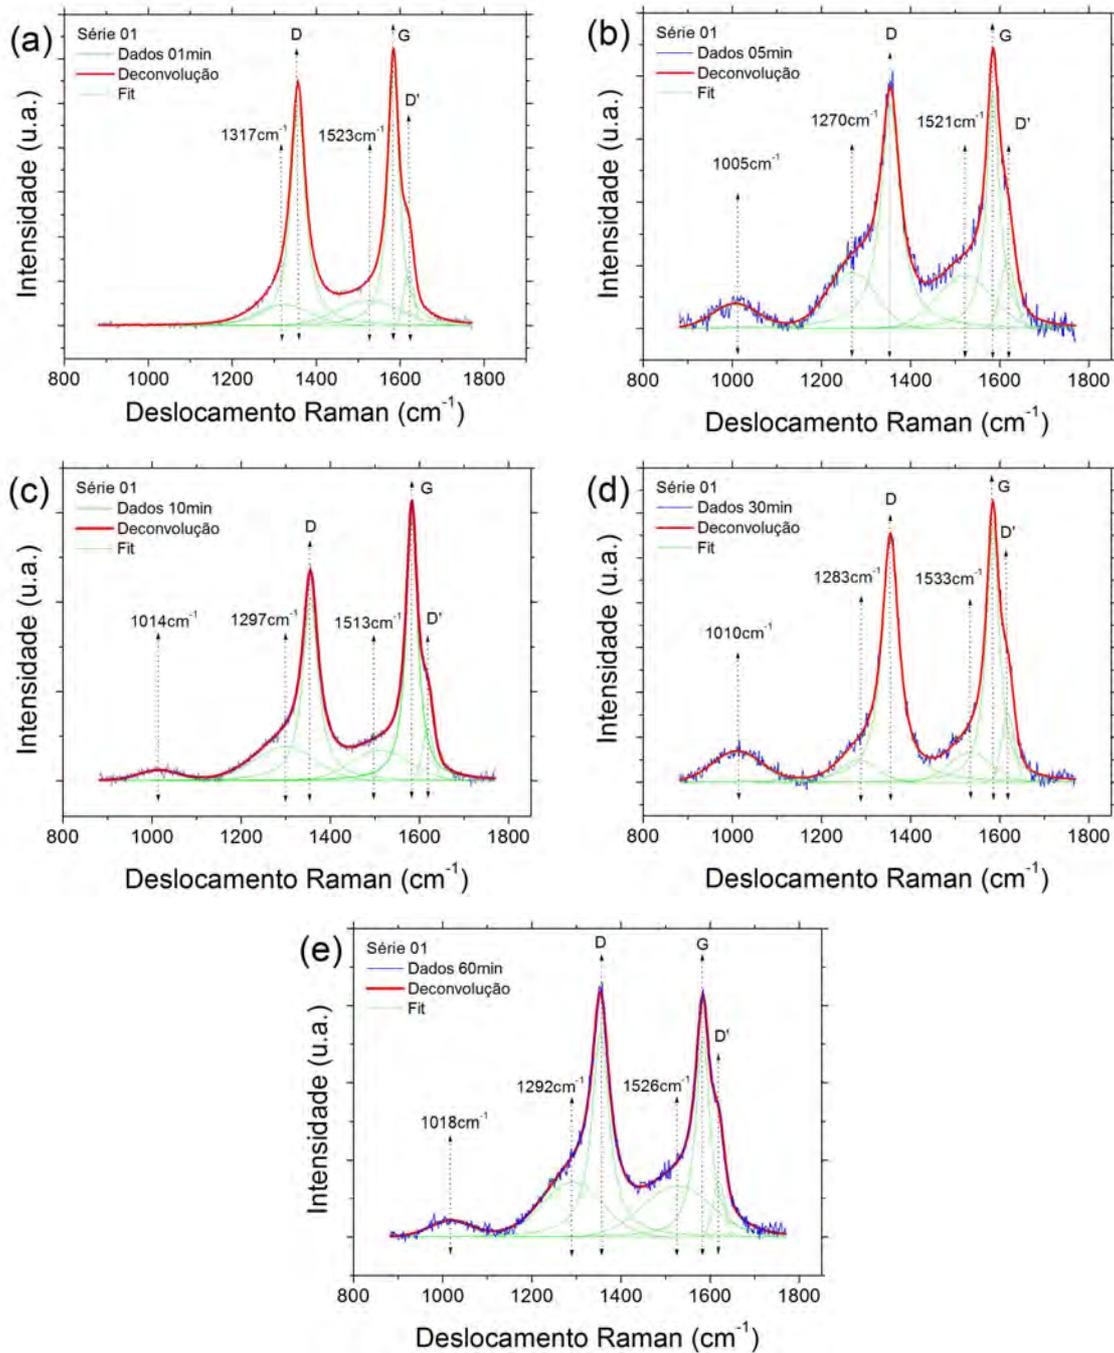 (a)
Série 01
Dados 01min
Deconvolução
Fit
D
G
D'
1317cm⁻¹
1523cm⁻¹
Intensidade (u.a.)
800 1000 1200 1400 1600 1800
Deslocamento Raman (cm⁻¹)
(b)
Série 01
Dados 05min
Deconvolução
Fit
D
G
D'
1005cm⁻¹
1270cm⁻¹
1521cm⁻¹
Intensidade (u.a.)
800 1000 1200 1400 1600 1800
Deslocamento Raman (cm⁻¹)
(c)
Série 01
Dados 10min
Deconvolução
Fit
D
G
D'
1014cm⁻¹
1297cm⁻¹
1513cm⁻¹
Intensidade (u.a.)
800 1000 1200 1400 1600 1800
Deslocamento Raman (cm⁻¹)
(d)
Série 01
Dados 30min
Deconvolução
Fit
D
G
D'
1010cm⁻¹
1283cm⁻¹
1533cm⁻¹
Intensidade (u.a.)
800 1000 1200 1400 1600 1800
Deslocamento Raman (cm⁻¹)
(e)
Série 01
Dados 60min
Deconvolução
Fit
D
G
D'
1018cm⁻¹
1292cm⁻¹
1526cm⁻¹
Intensidade (u.a.)
800 1000 1200 1400 1600 1800
Deslocamento Raman (cm⁻¹)